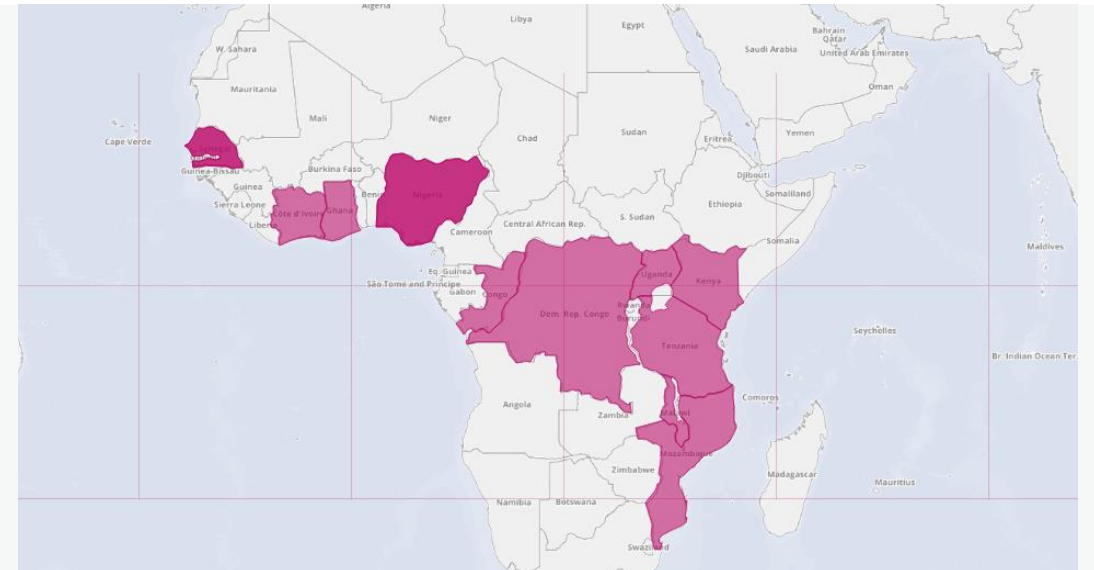 Algeria
Libya
Egypt
Bahrain
Qatar
W. Sahara
Saudi Arabia
United Arab Emirates
Mauritania
Oman
Mali
Niger
Chad
Sudan
Eritrea
Yemen
Cape Verde
Senegal
Guinea-Bissau
Burkina Faso
Djibouti
Guinea
Benin
Nigeria
Somaliland
Sierra Leone
Côte d'Ivoire
Ghana
Ethiopia
Liberia
S. Sudan
Central African Rep.
Cameroon
Somalia
Maldives
Eq. Guinea
Uganda
São Tomé and Principe
Kenya
Gabon
Congo
Rwanda
Dem. Rep. Congo
Burundi
Seychelles
Tanzania
Br. Indian Ocean Ter
Comoros
Angola
Malawi
Zambia
Mozambique
Zimbabwe
Madagascar
Mauritius
Namibia
Botswana
Swaziland